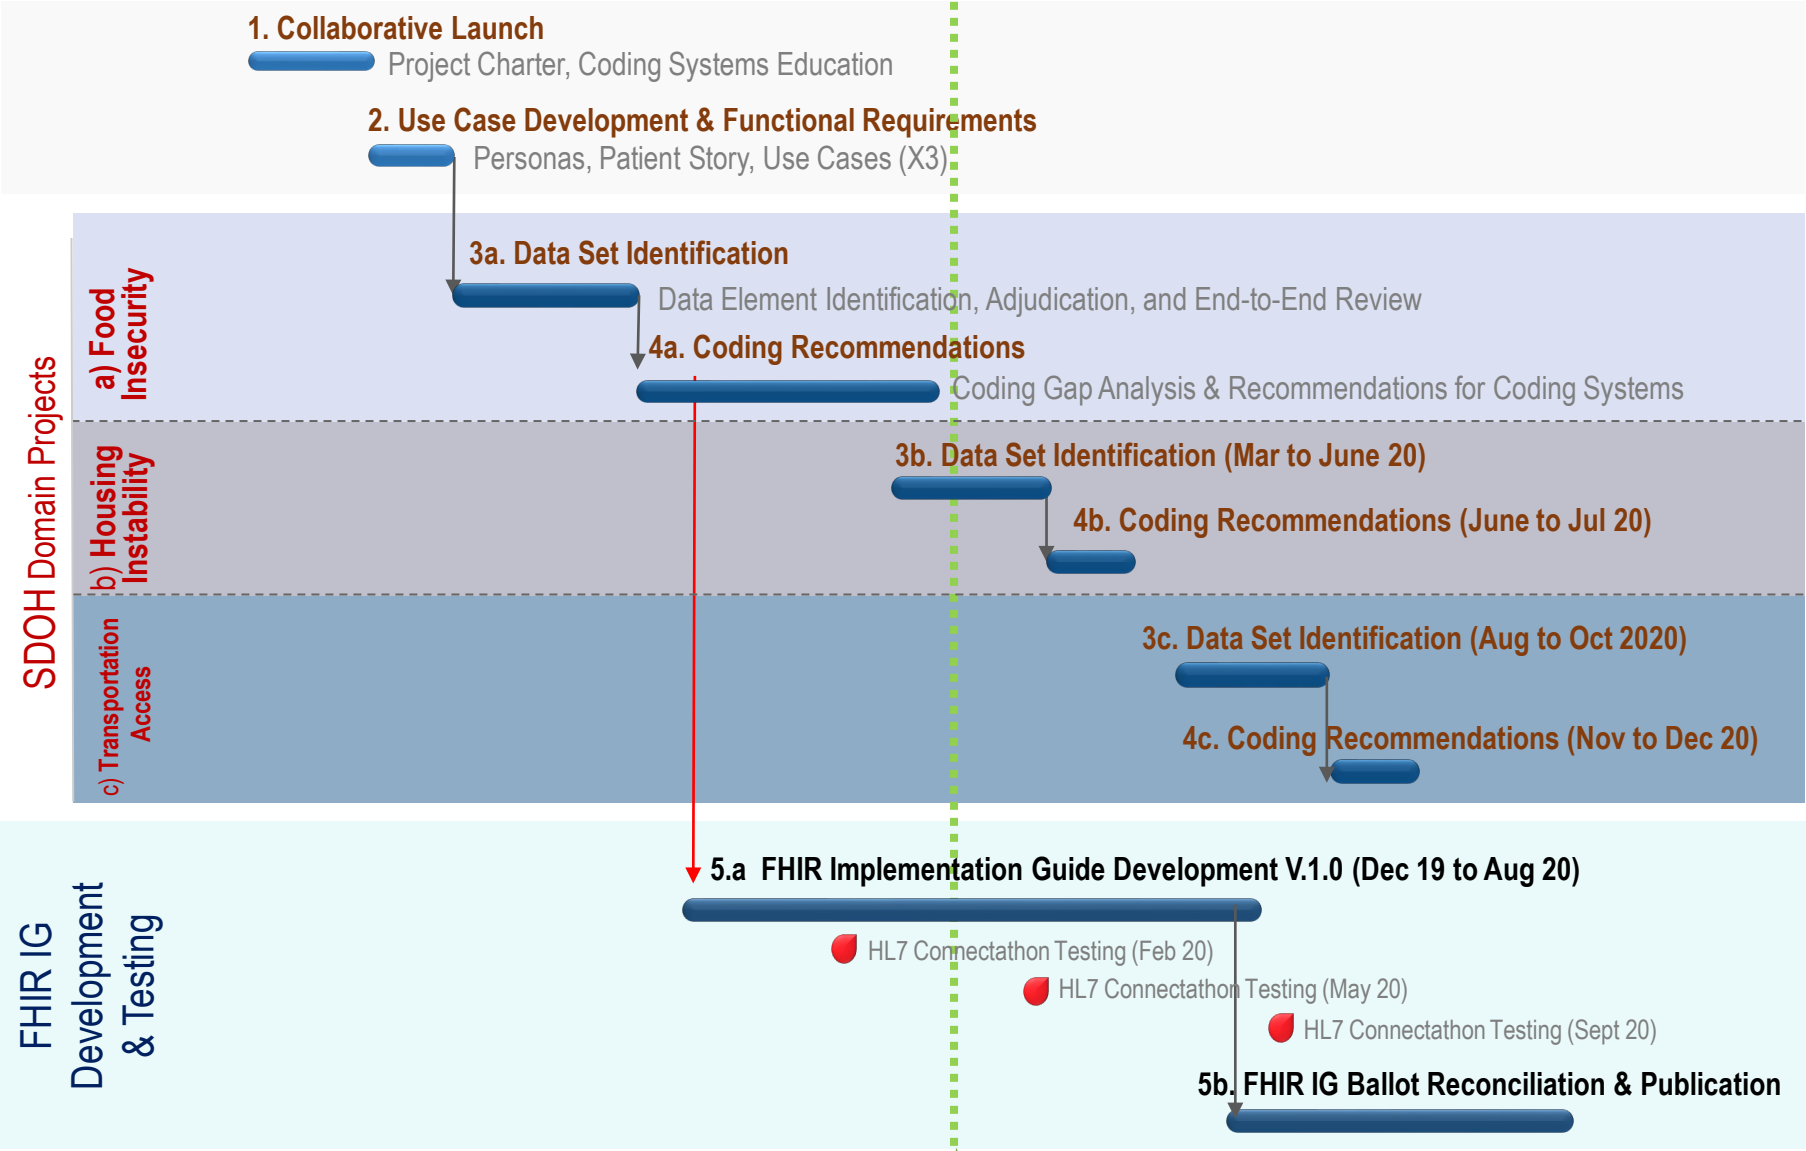 1. Collaborative Launch
Project Charter, Coding Systems Education
2. Use Case Development & Functional Requirements
Personas, Patient Story, Use Cases (X3)
SDOH Domain Projects
a) Food
Insecurity
3a. Data Set Identification
Data Element Identification, Adjudication, and End-to-End Review
4a. Coding Recommendations
Coding Gap Analysis & Recommendations for Coding Systems
b) Housing
Instability
3b. Data Set Identification (Mar to June 20)
4b. Coding Recommendations (June to Jul 20)
c) Transportation
Access
3c. Data Set Identification (Aug to Oct 2020)
4c. Coding Recommendations (Nov to Dec 20)
FHIR IG
Development
& Testing
5.a FHIR Implementation Guide Development V.1.0 (Dec 19 to Aug 20)
HL7 Connectathon Testing (Feb 20)
HL7 Connectathon Testing (May 20)
HL7 Connectathon Testing (Sept 20)
5b. FHIR IG Ballot Reconciliation & Publication